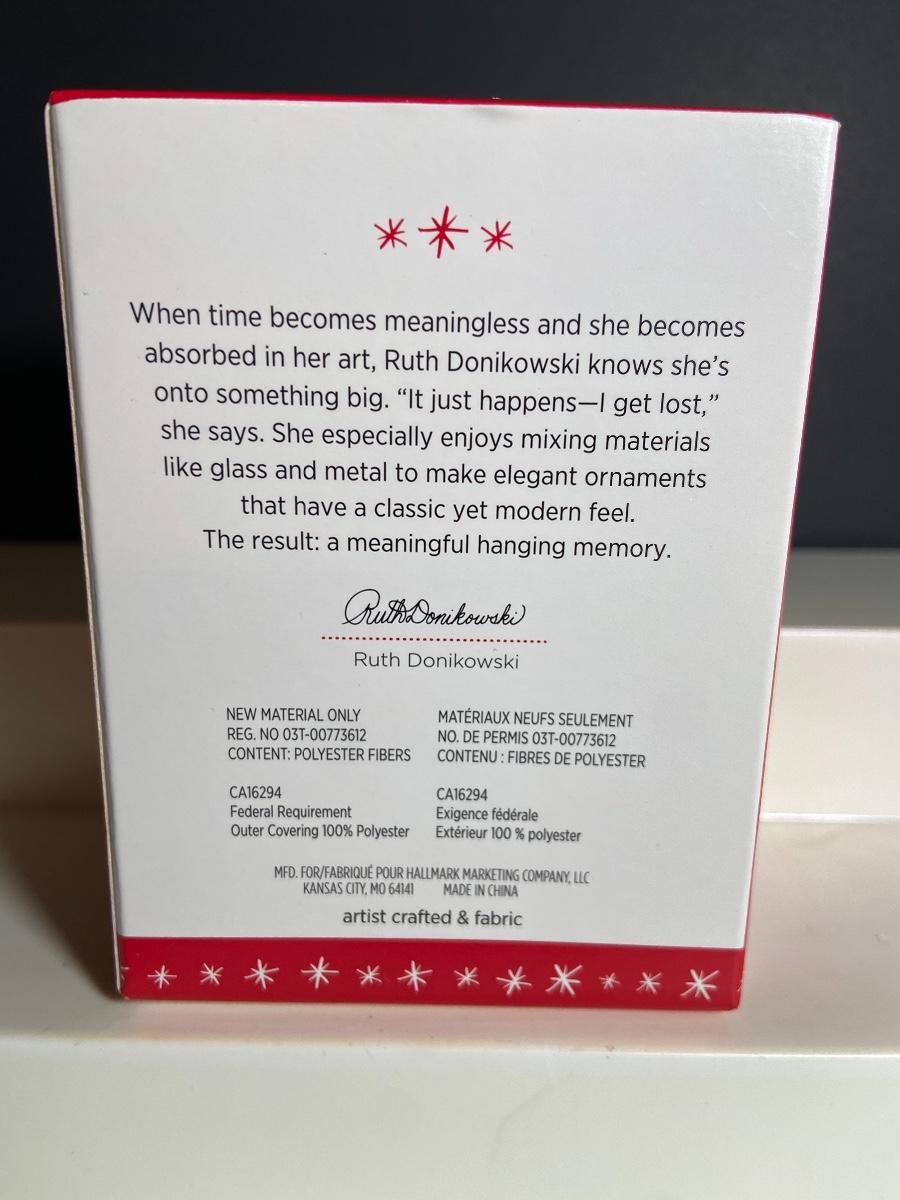 When time becomes meaningless and she becomes
absorbed in her art, Ruth Donikowski knows she’s
onto something big. “It just happens—I get lost,”
she says. She especially enjoys mixing materials
like glass and metal to make elegant ornaments
that have a classic yet modern feel.
The result: a meaningful hanging memory.
Ruth Donikowski
Ruth Donikowski
NEW MATERIAL ONLY
REG. NO 03T-00773612
CONTENT: POLYESTER FIBERS
CA16294
Federal Requirement
Outer Covering 100% Polyester
MATÉRIAUX NEUFS SEULEMENT
NO. DE PERMIS 03T-00773612
CONTENU : FIBRES DE POLYESTER
CA16294
Exigence fédérale
Extérieur 100 % polyester
MFD. FOR/FABRIQUÉ POUR HALLMARK MARKETING COMPANY, LLC
KANSAS CITY, MO 64141 MADE IN CHINA
artist crafted & fabric